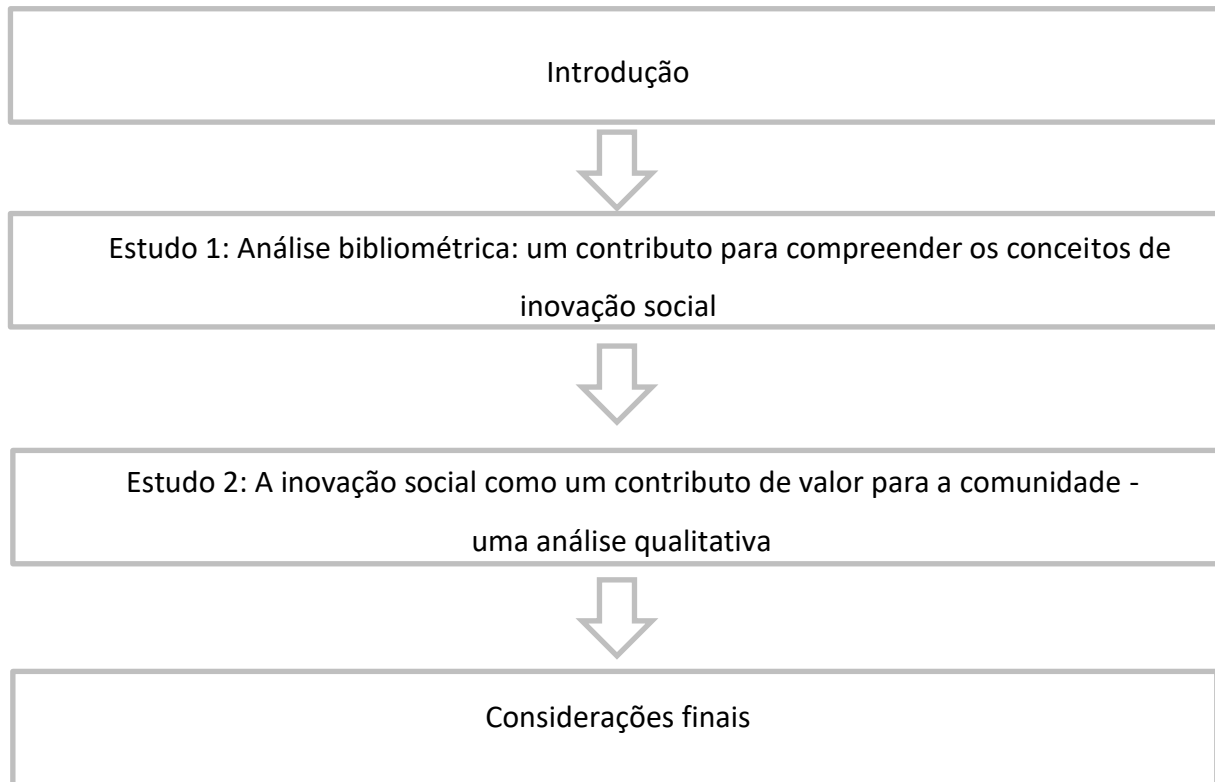 Introdução
Estudo 1: Análise bibliométrica: um contributo para compreender os conceitos de
inovação social
Estudo 2: A inovação social como um contributo de valor para a comunidade -
uma análise qualitativa
Considerações finais